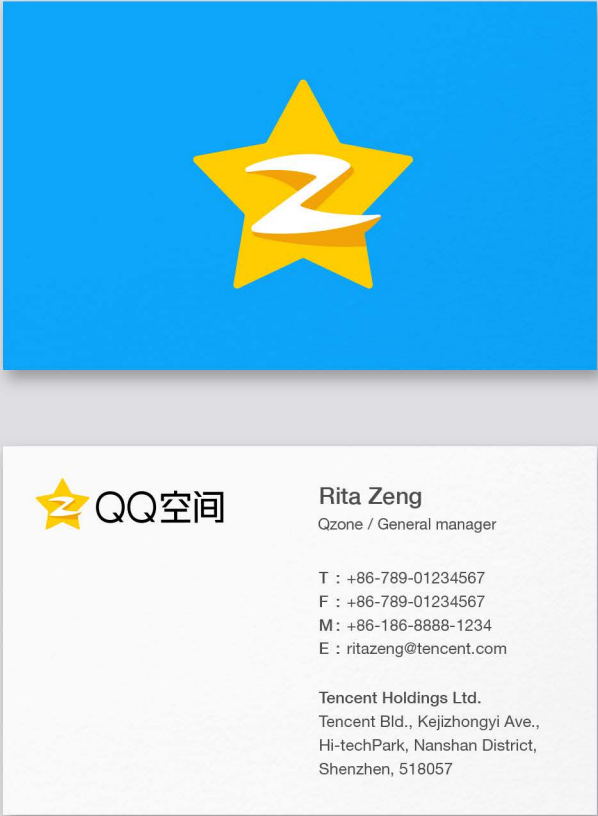 QQ空间
Rita Zeng
Qzone / General manager
T : +86-789-01234567
F : +86-789-01234567
M : +86-186-8888-1234
E : ritazeng@tencent.com
Tencent Holdings Ltd.
Tencent Bld., Kejizhongyi Ave.,
Hi-techPark, Nanshan District,
Shenzhen, 518057